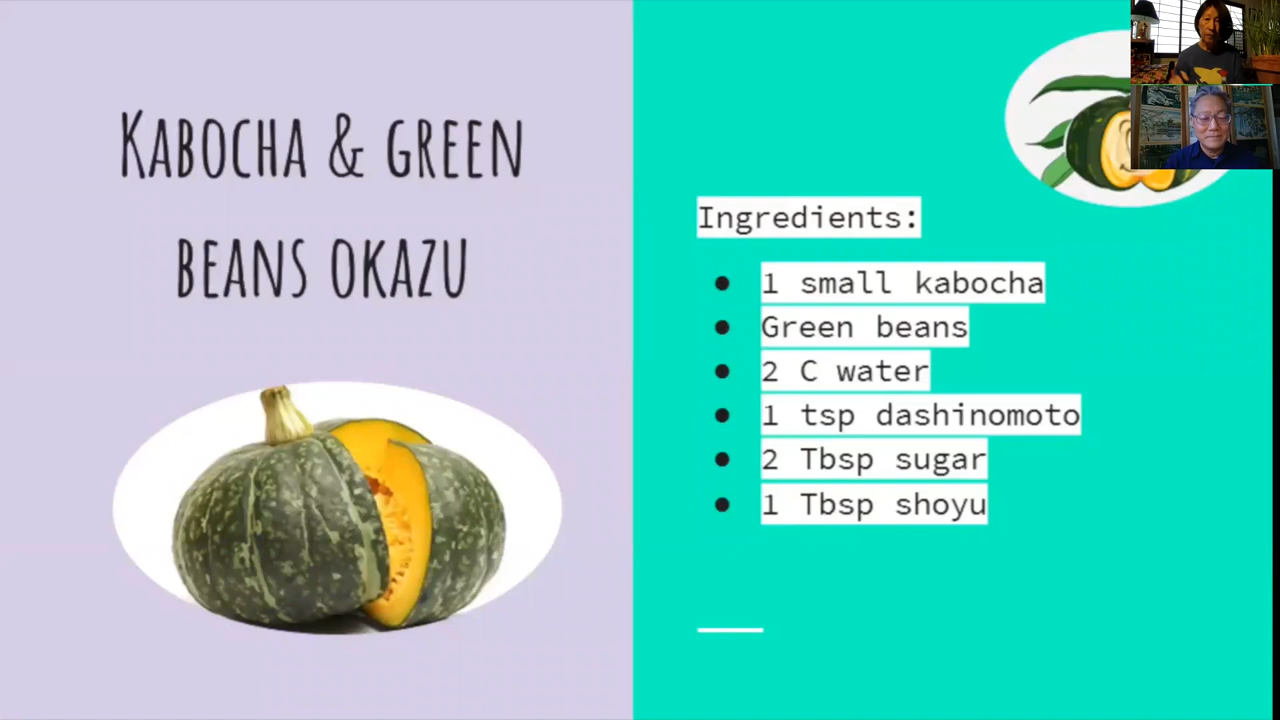 Kabocha & green
beans okazu
Ingredients:
● 1 small kabocha
● Green beans
● 2 C water
● 1 tsp dashinomoto
● 2 Tbsp sugar
● 1 Tbsp shoyu